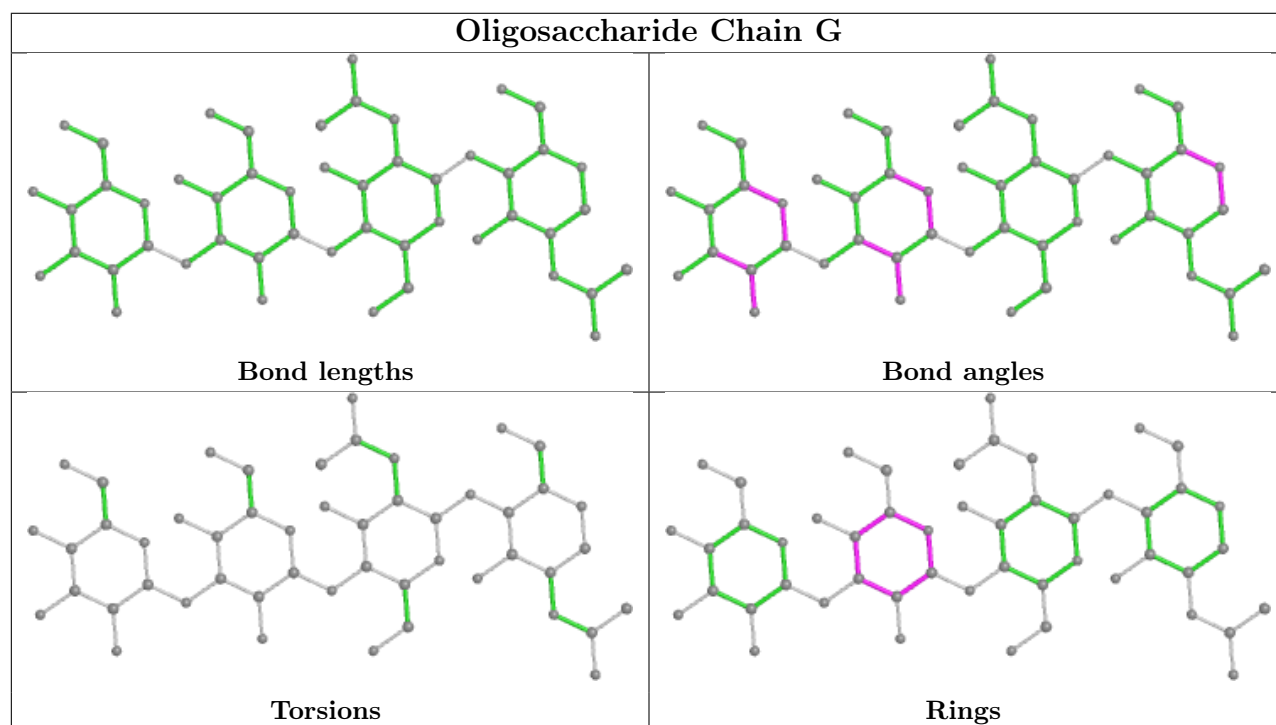 Oligosaccharide Chain G
Bond lengths
Bond angles
Torsions
Rings